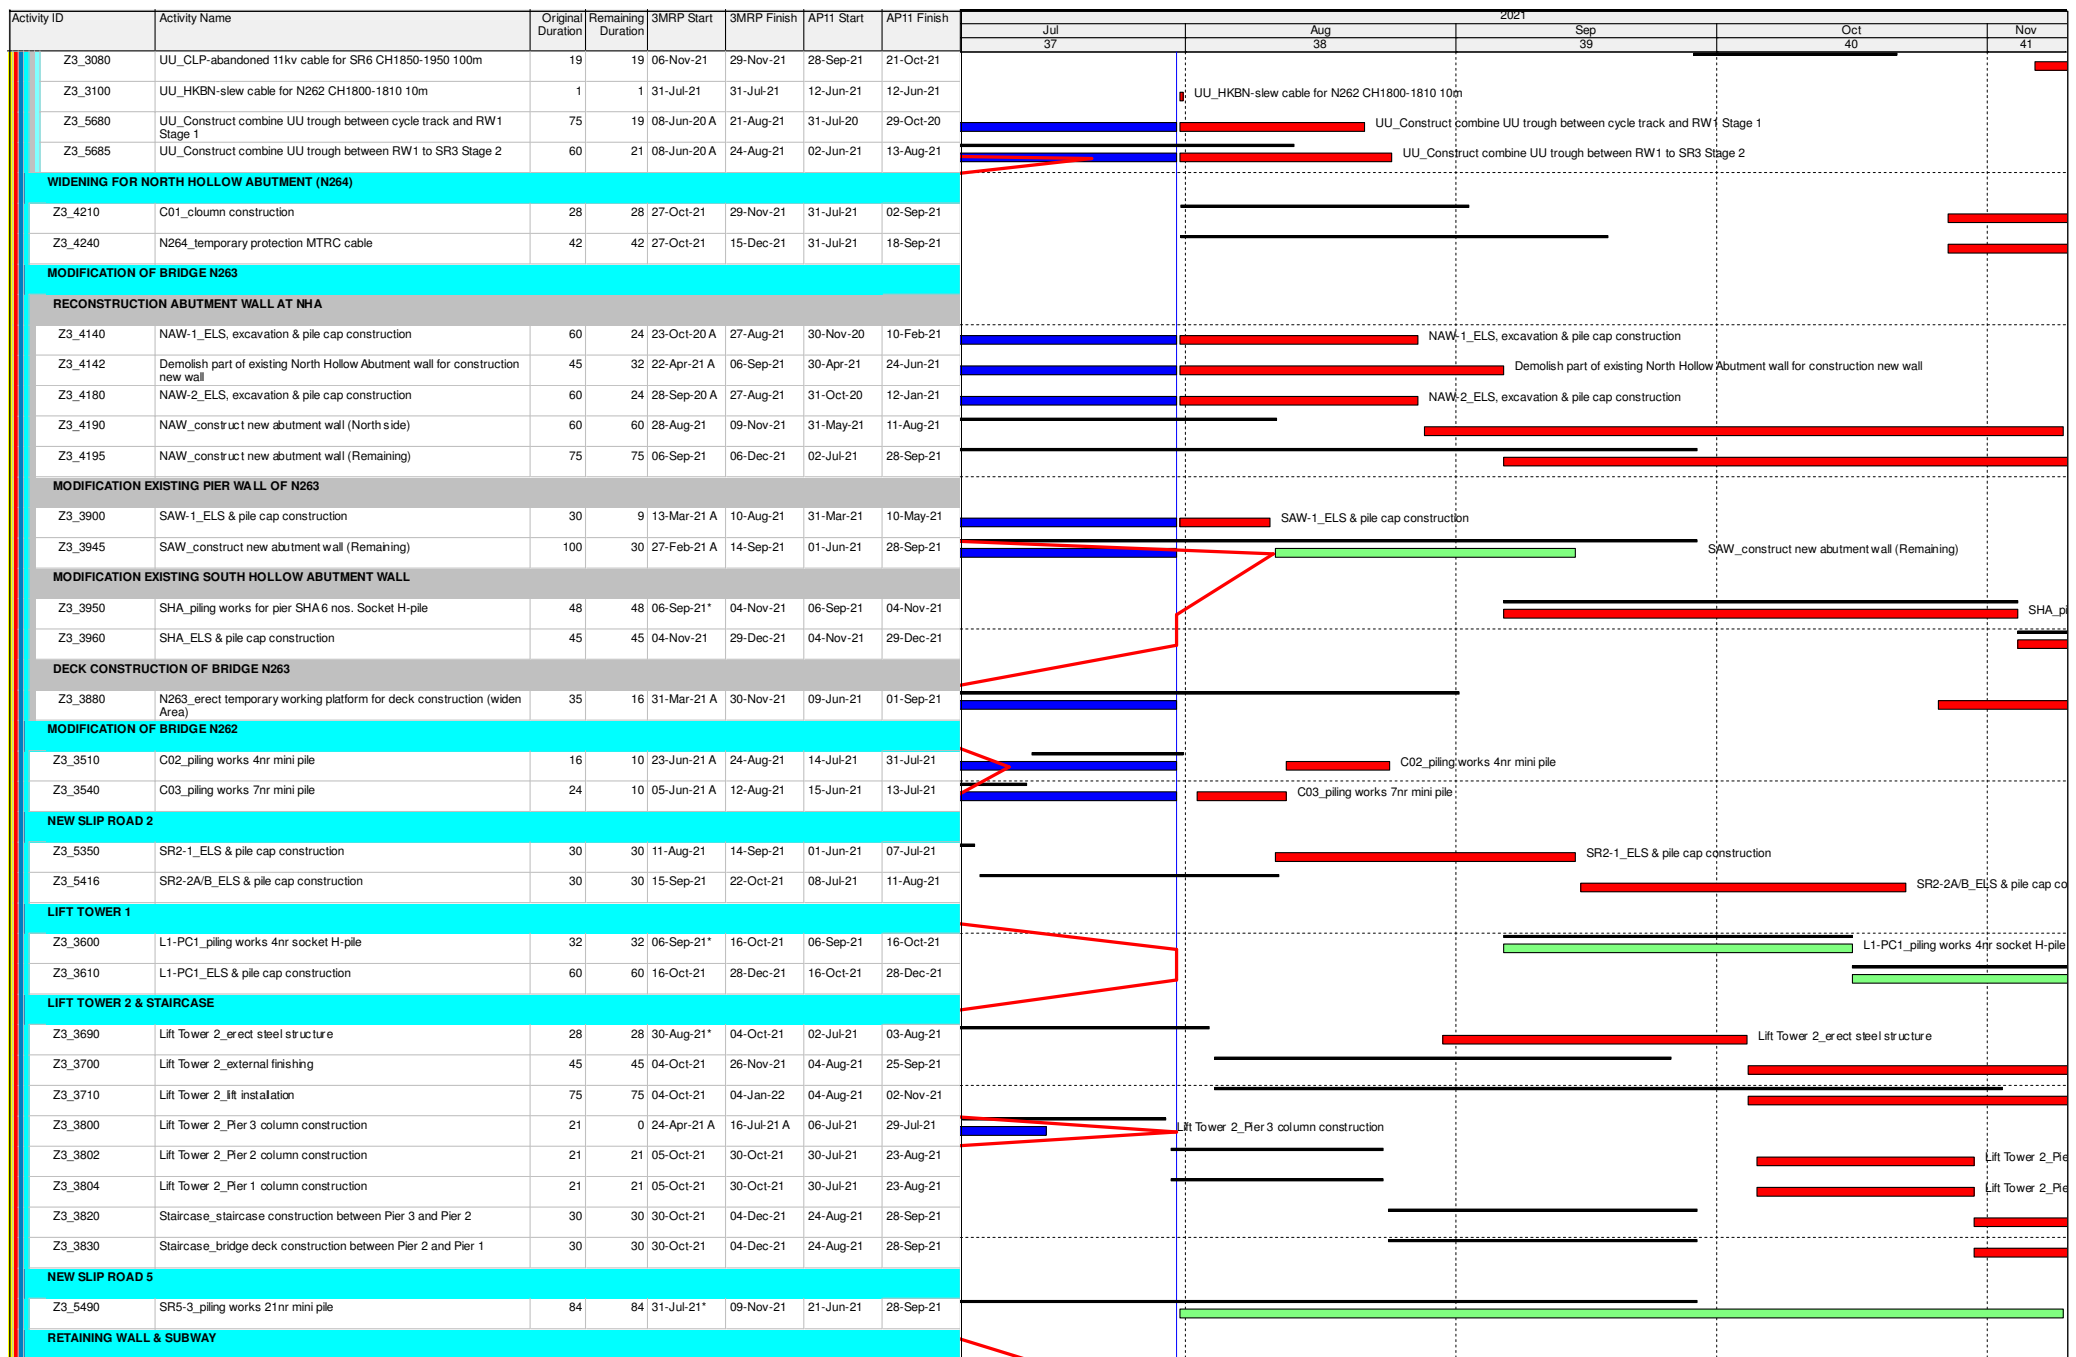 Activity ID Activity Name Original Duration Remaining Duration 3MRP Start 3MRP Finish AP11 Start AP11 Finish 2021
Jul Aug Sep Oct Nov
37 38 39 40 41
Z3_3080 UU_CLP-abandoned 11kv cable for SR6 CH1850-1950 100m 19 19 06-Nov-21 29-Nov-21 28-Sep-21 21-Oct-21
Z3_3100 UU_HKBN-slew cable for N262 CH1800-1810 10m 1 1 31-Jul-21 31-Jul-21 12-Jun-21 12-Jun-21 UU_HKBN-slew cable for N262 CH1800-1810 10m
Z3_5680 UU_Construct combine UU trough between cycle track and RW1 Stage 1 75 19 08-Jun-20 A 21-Aug-21 31-Jul-20 29-Oct-20 UU_Construct combine UU trough between cycle track and RW1 Stage 1
Z3_5685 UU_Construct combine UU trough between RW1 to SR3 Stage 2 60 21 08-Jun-20 A 24-Aug-21 02-Jun-21 13-Aug-21 UU_Construct combine UU trough between RW1 to SR3 Stage 2
WIDENING FOR NORTH HOLLOW ABUTMENT (N264)
Z3_4210 C01_cloumn construction 28 28 27-Oct-21 29-Nov-21 31-Jul-21 02-Sep-21
Z3_4240 N264_temporary protection MTRC cable 42 42 27-Oct-21 15-Dec-21 31-Jul-21 18-Sep-21
MODIFICATION OF BRIDGE N263
RECONSTRUCTION ABUTMENT WALL AT NHA
Z3_4140 NAW-1_ELS, excavation & pile cap construction 60 24 23-Oct-20 A 27-Aug-21 30-Nov-20 10-Feb-21 NAW-1_ELS, excavation & pile cap construction
Z3_4142 Demolish part of existing North Hollow Abutment wall for construction new wall 45 32 22-Apr-21 A 06-Sep-21 30-Apr-21 24-Jun-21 Demolish part of existing North Hollow Abutment wall for construction new wall
Z3_4180 NAW-2_ELS, excavation & pile cap construction 60 24 28-Sep-20 A 27-Aug-21 31-Oct-20 12-Jan-21 NAW-2_ELS, excavation & pile cap construction
Z3_4190 NAW_construct new abutment wall (North side) 60 60 28-Aug-21 09-Nov-21 31-May-21 11-Aug-21
Z3_4195 NAW_construct new abutment wall (Remaining) 75 75 06-Sep-21 06-Dec-21 02-Jul-21 28-Sep-21
MODIFICATION EXISTING PIER WALL OF N263
Z3_3900 SAW-1_ELS & pile cap construction 30 9 13-Mar-21 A 10-Aug-21 31-Mar-21 10-May-21 SAW-1_ELS & pile cap construction
Z3_3945 SAW_construct new abutment wall (Remaining) 100 30 27-Feb-21 A 14-Sep-21 01-Jun-21 28-Sep-21 SAW_construct new abutment wall (Remaining)
MODIFICATION EXISTING SOUTH HOLLOW ABUTMENT WALL
Z3_3950 SHA_piling works for pier SHA 6 nos. Socket H-pile 48 48 06-Sep-21* 04-Nov-21 06-Sep-21 04-Nov-21 SHA_pi
Z3_3960 SHA_ELS & pile cap construction 45 45 04-Nov-21 29-Dec-21 04-Nov-21 29-Dec-21
DECK CONSTRUCTION OF BRIDGE N263
Z3_3880 N263_erect temporary working platform for deck construction (widen Area) 35 16 31-Mar-21 A 30-Nov-21 09-Jun-21 01-Sep-21
MODIFICATION OF BRIDGE N262
Z3_3510 C02_piling works 4nr mini pile 16 10 23-Jun-21 A 24-Aug-21 14-Jul-21 31-Jul-21 C02_piling works 4nr mini pile
Z3_3540 C03_piling works 7nr mini pile 24 10 05-Jun-21 A 12-Aug-21 15-Jun-21 13-Jul-21 C03_piling works 7nr mini pile
NEW SLIP ROAD 2
Z3_5350 SR2-1_ELS & pile cap construction 30 30 11-Aug-21 14-Sep-21 01-Jun-21 07-Jul-21 SR2-1_ELS & pile cap construction
Z3_5416 SR2-2A/B_ELS & pile cap construction 30 30 15-Sep-21 22-Oct-21 08-Jul-21 11-Aug-21 SR2-2A/B_ELS & pile cap co
LIFT TOWER 1
Z3_3600 L1-PC1_piling works 4nr socket H-pile 32 32 06-Sep-21* 16-Oct-21 06-Sep-21 16-Oct-21 L1-PC1_piling works 4nr socket H-pile
Z3_3610 L1-PC1_ELS & pile cap construction 60 60 16-Oct-21 28-Dec-21 16-Oct-21 28-Dec-21
LIFT TOWER 2 & STAIRCASE
Z3_3690 Lift Tower 2_erect steel structure 28 28 30-Aug-21* 04-Oct-21 02-Jul-21 03-Aug-21 Lift Tower 2_erect steel structure
Z3_3700 Lift Tower 2_external finishing 45 45 04-Oct-21 26-Nov-21 04-Aug-21 25-Sep-21
Z3_3710 Lift Tower 2_lift installation 75 75 04-Oct-21 04-Jan-22 04-Aug-21 02-Nov-21
Z3_3800 Lift Tower 2_Pier 3 column construction 21 0 24-Apr-21 A 16-Jul-21 A 06-Jul-21 29-Jul-21 Lift Tower 2_Pier 3 column construction
Z3_3802 Lift Tower 2_Pier 2 column construction 21 21 05-Oct-21 30-Oct-21 30-Jul-21 23-Aug-21 Lift Tower 2_Pie
Z3_3804 Lift Tower 2_Pier 1 column construction 21 21 05-Oct-21 30-Oct-21 30-Jul-21 23-Aug-21 Lift Tower 2_Pie
Z3_3820 Staircase_staircase construction between Pier 3 and Pier 2 30 30 30-Oct-21 04-Dec-21 24-Aug-21 28-Sep-21
Z3_3830 Staircase_bridge deck construction between Pier 2 and Pier 1 30 30 30-Oct-21 04-Dec-21 24-Aug-21 28-Sep-21
NEW SLIP ROAD 5
Z3_5490 SR5-3_piling works 21nr mini pile 84 84 31-Jul-21* 09-Nov-21 21-Jun-21 28-Sep-21
RETAINING WALL & SUBWAY